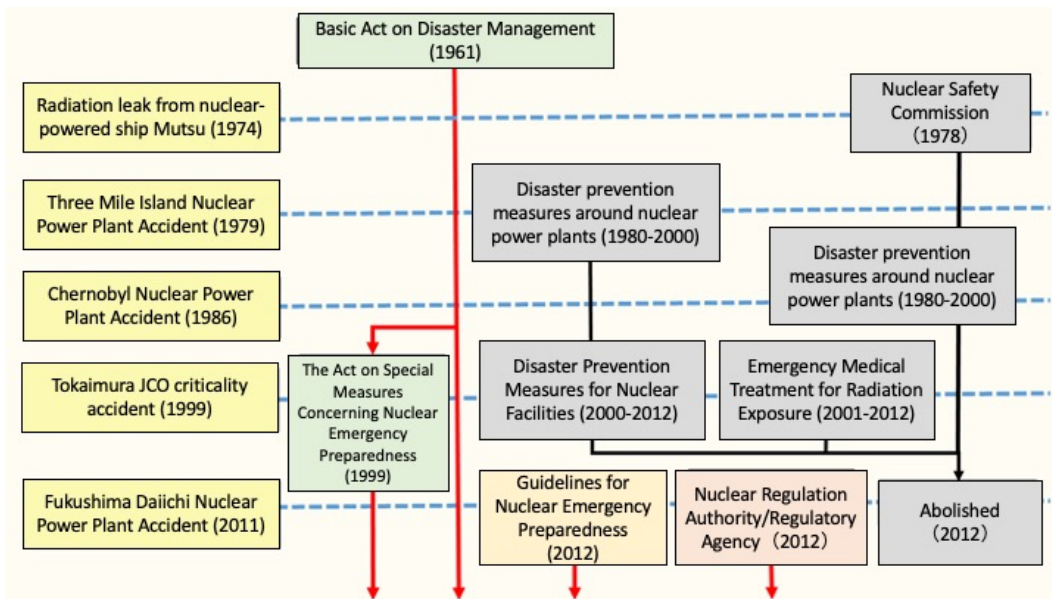 Basic Act on Disaster Management
(1961)
Radiation leak from nuclear-
powered ship Mutsu (1974)
Nuclear Safety
Commission
（1978）
Three Mile Island Nuclear
Power Plant Accident (1979)
Disaster prevention
measures around nuclear
power plants (1980-2000)
Disaster prevention
measures around nuclear
power plants (1980-2000)
Chernobyl Nuclear Power
Plant Accident (1986)
Tokaimura JCO criticality
accident (1999)
The Act on Special
Measures
Concerning Nuclear
Emergency
Preparedness
(1999)
Disaster Prevention
Measures for Nuclear
Facilities (2000-2012)
Emergency Medical
Treatment for Radiation
Exposure (2001-2012)
Fukushima Daiichi Nuclear
Power Plant Accident (2011)
Guidelines for
Nuclear Emergency
Preparedness
(2012)
Nuclear Regulation
Authority/Regulatory
Agency（2012）
Abolished
（2012）